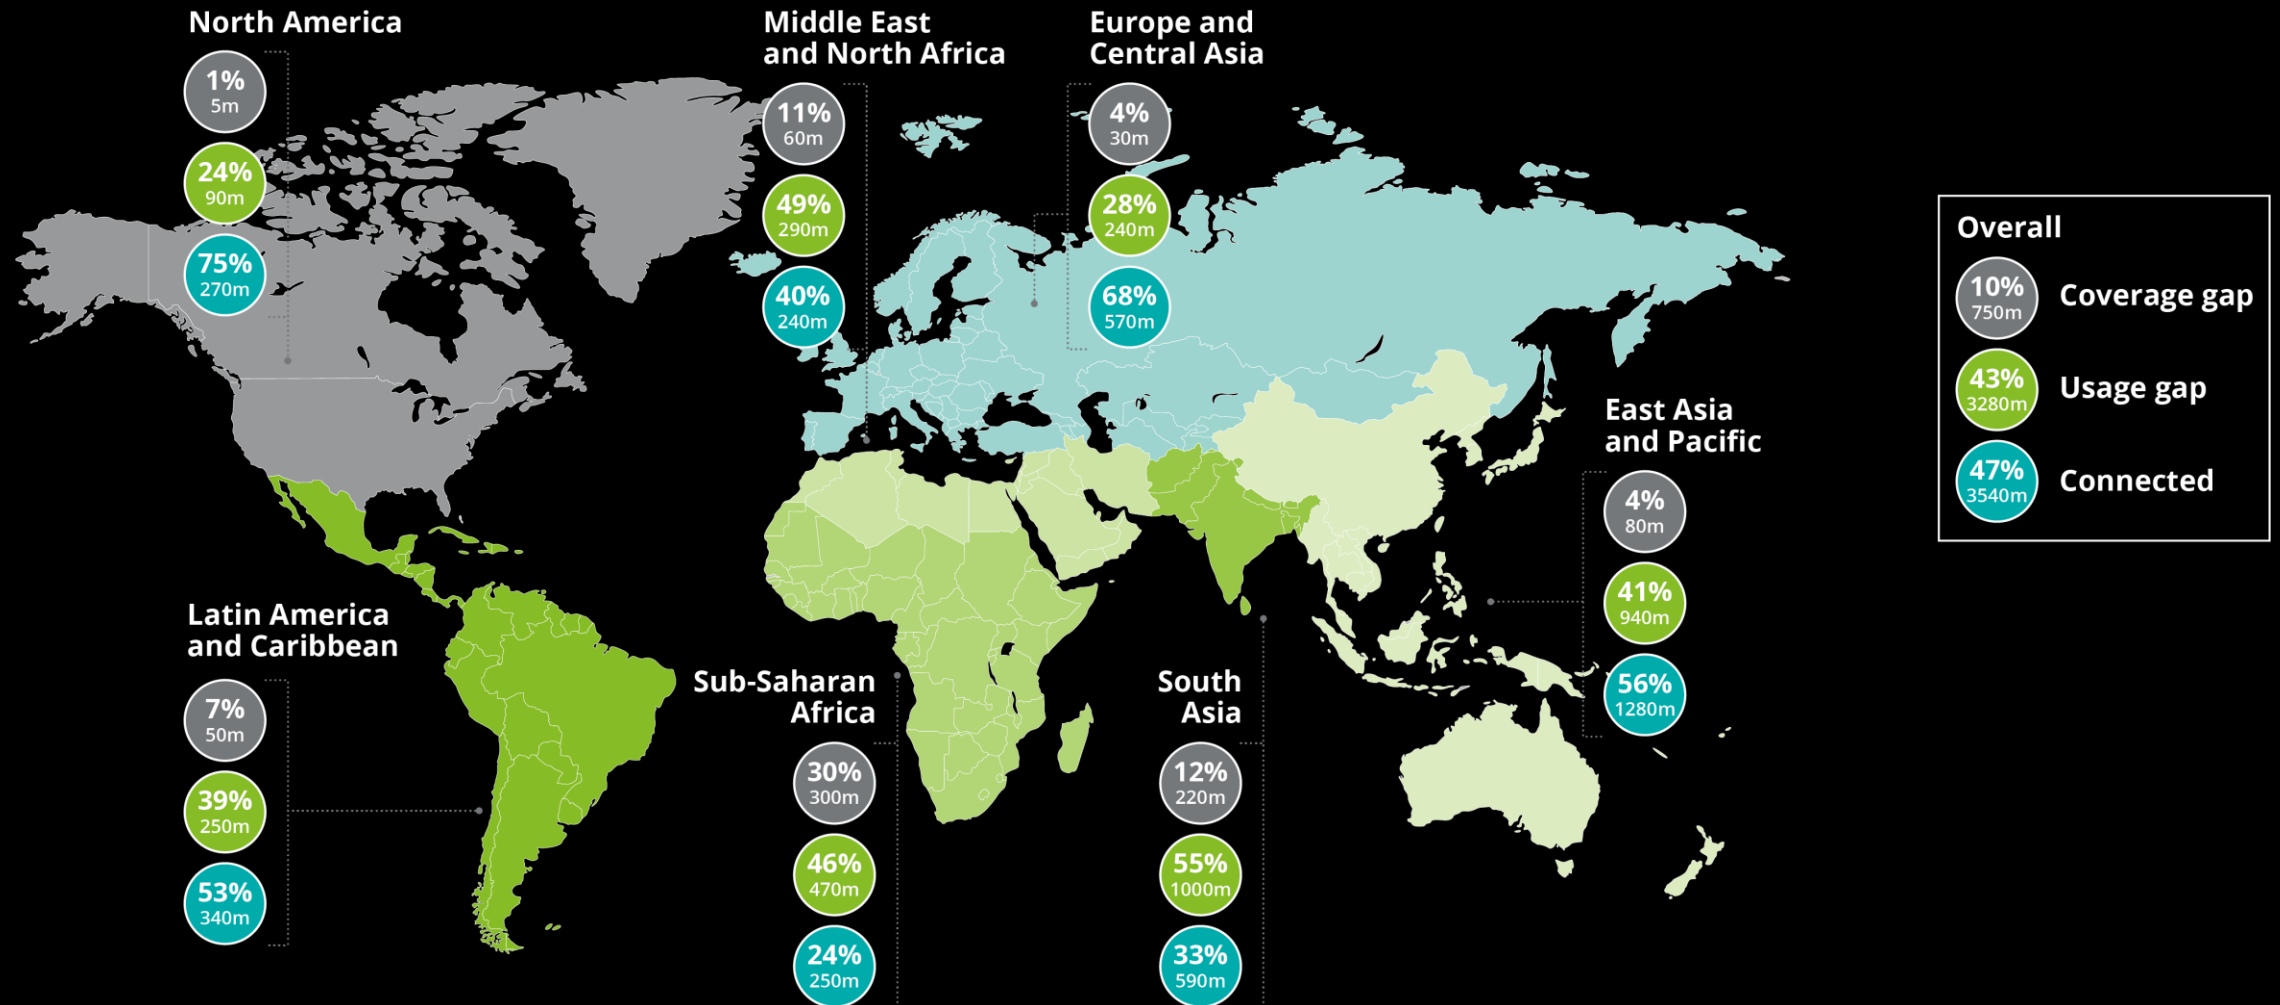 North America
1%
5m
24%
90m
75%
270m
Middle East
and North Africa
11%
60m
49%
290m
40%
240m
Europe and
Central Asia
4%
30m
28%
240m
68%
570m
Overall
10%
750m
Coverage gap
43%
3280m
Usage gap
47%
3540m
Connected
East Asia
and Pacific
4%
80m
41%
940m
56%
1280m
Latin America
and Caribbean
7%
50m
39%
250m
53%
340m
Sub-Saharan
Africa
30%
300m
46%
470m
24%
250m
South
Asia
12%
220m
55%
1000m
33%
590m